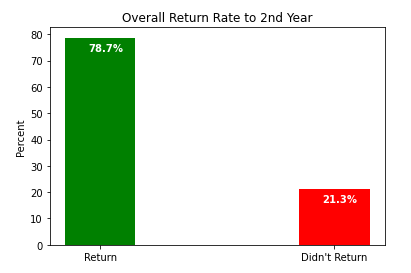 Overall Return Rate to 2nd Year
Percent
80
70
60
50
40
30
20
10
0
78.7%
21.3%
Return
Didn't Return